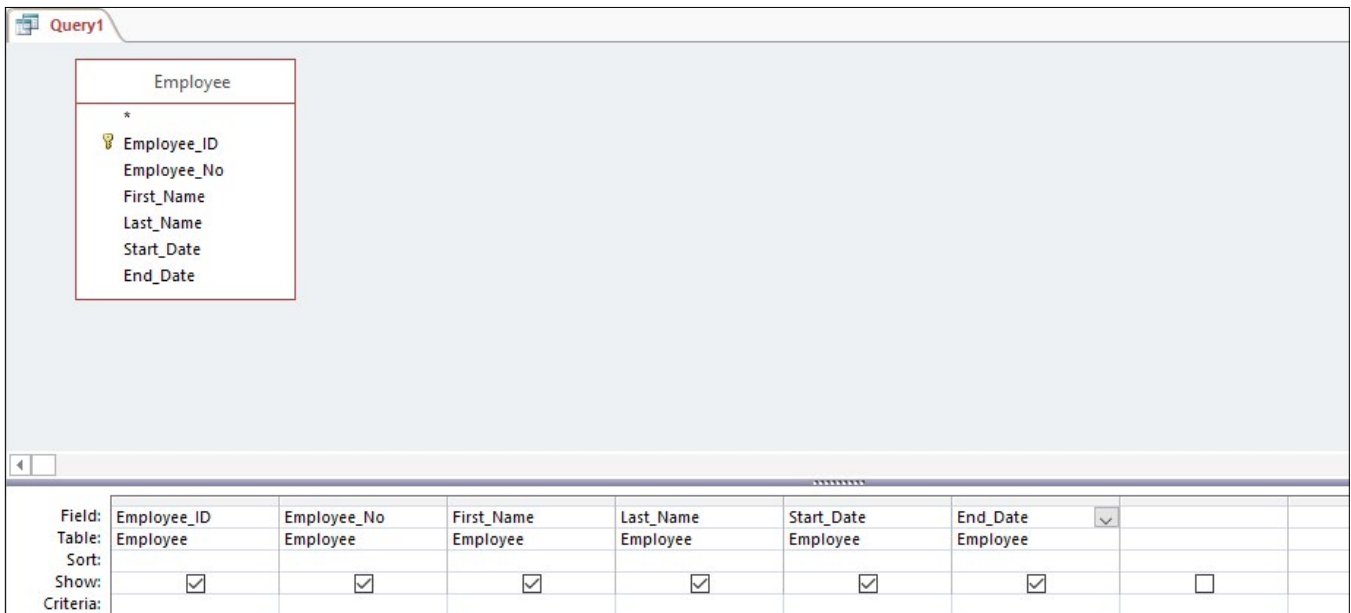 Query1
Employee
*
Employee_ID
Employee_No
First_Name
Last_Name
Start_Date
End_Date
Field: Employee_ID Employee_No First_Name Last_Name Start_Date End_Date
Table: Employee Employee Employee Employee Employee Employee
Sort:
Show:
Criteria: